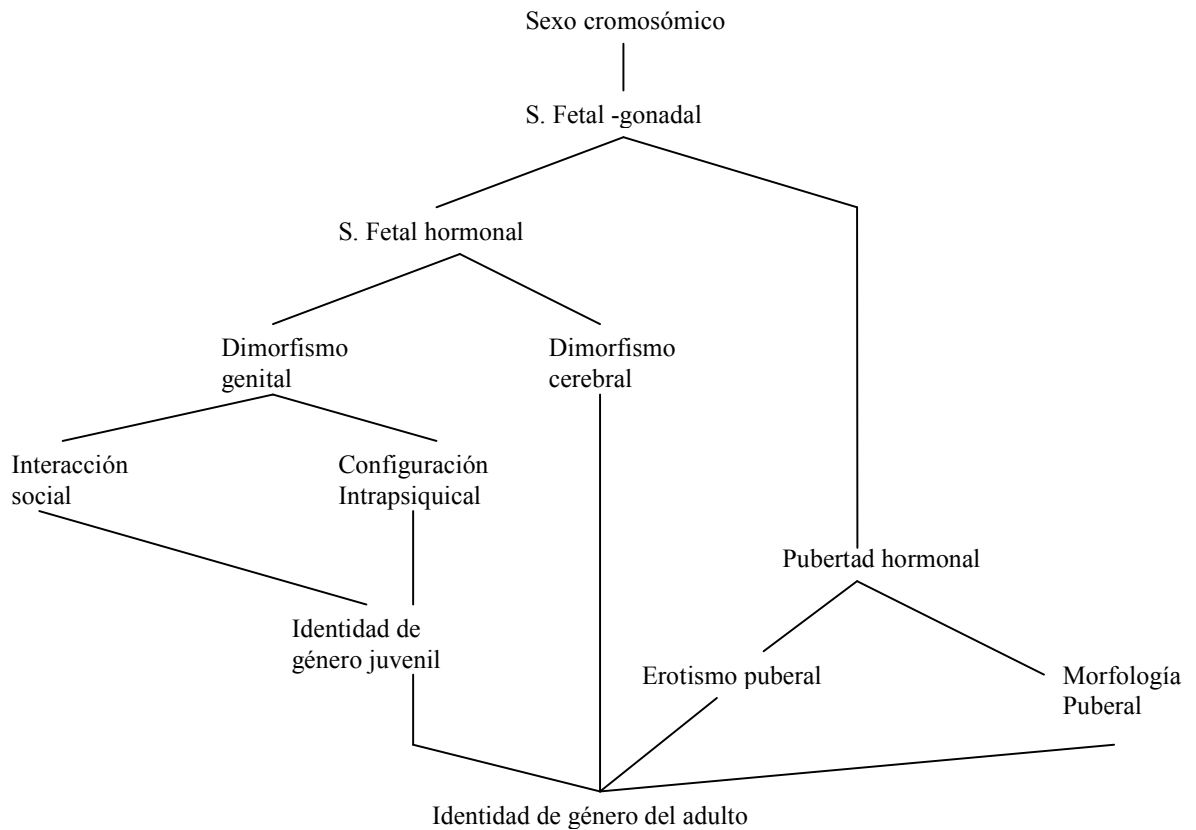 Sexo cromosómico
S. Fetal -gonadal
S. Fetal hormonal
Dimorfismo
genital
Dimorfismo
cerebral
Interacción
social
Configuración
Intrapsiquical
Pubertad hormonal
Identidad de
género juvenil
Erotismo puberal
Morfología
Puberal
Identidad de género del adulto